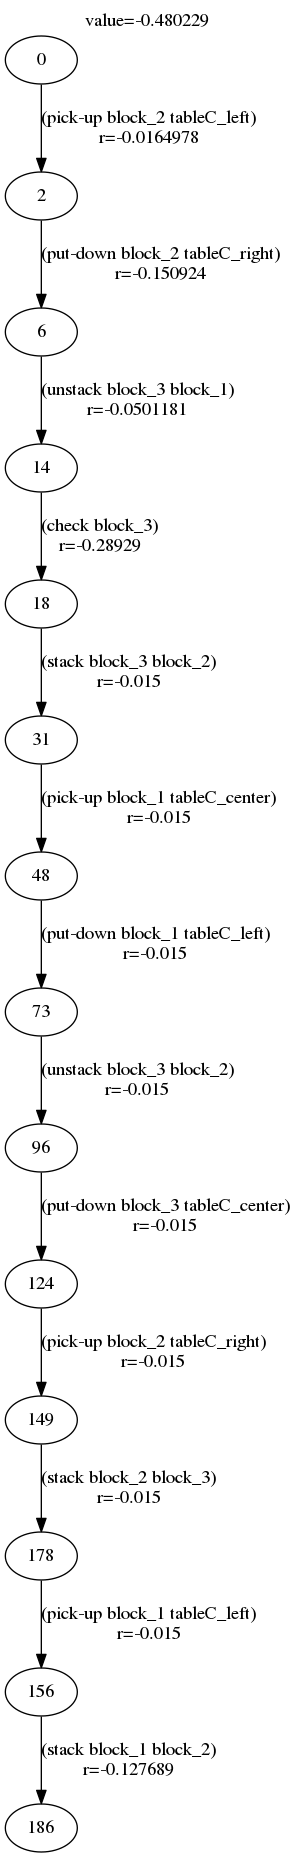 value=-0.480229
0
(pick-up block_2 tableC_left)
r=-0.0164978
2
(put-down block_2 tableC_right)
r=-0.150924
6
(unstack block_3 block_1)
r=-0.0501181
14
(check block_3)
r=-0.28929
18
(stack block_3 block_2)
r=-0.015
31
(pick-up block_1 tableC_center)
r=-0.015
48
(put-down block_1 tableC_left)
r=-0.015
73
(unstack block_3 block_2)
r=-0.015
96
(put-down block_3 tableC_center)
r=-0.015
124
(pick-up block_2 tableC_right)
r=-0.015
149
(stack block_2 block_3)
r=-0.015
178
(pick-up block_1 tableC_left)
r=-0.015
156
(stack block_1 block_2)
r=-0.127689
186